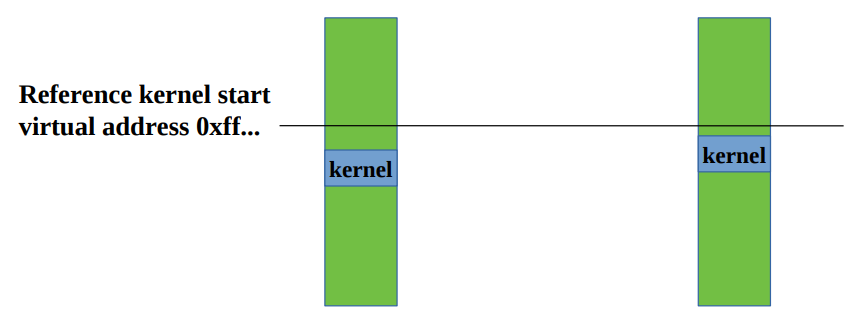 Reference kernel start
virtual address 0xff...
kernel
kernel